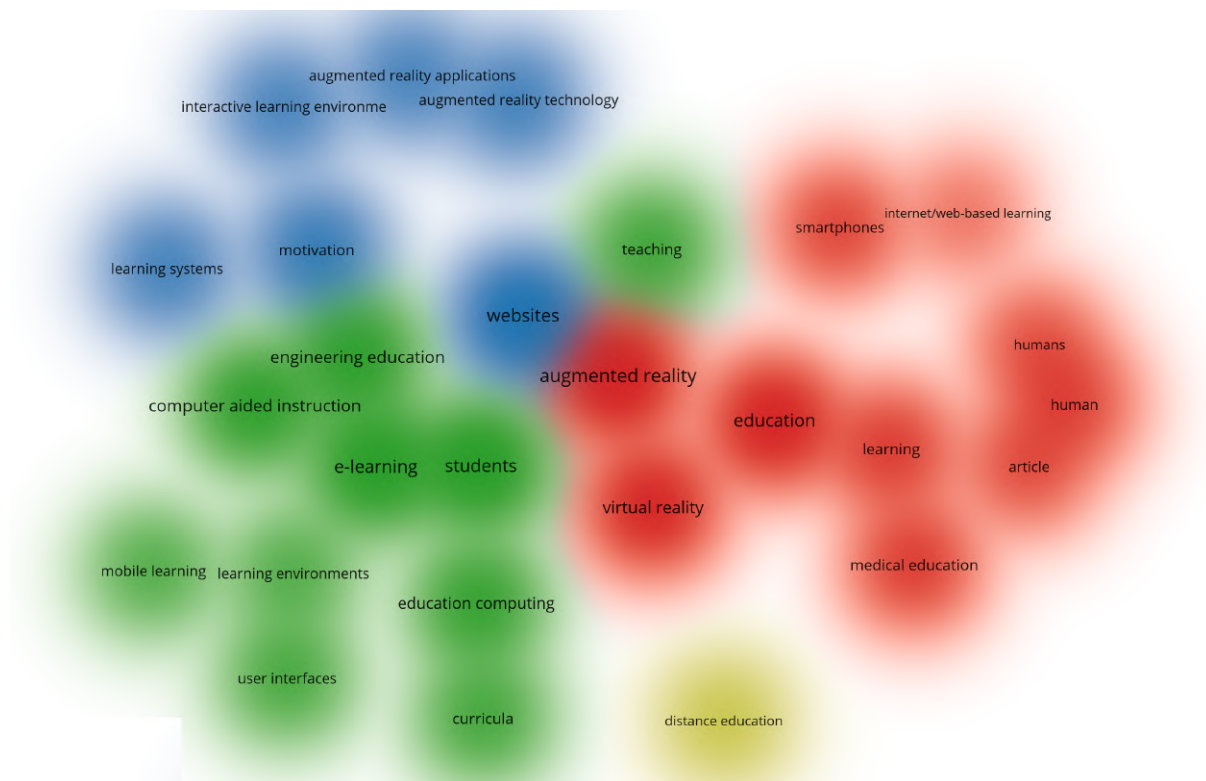 augmented reality applications
interactive learning environme
augmented reality technology
internet/web-based learning
smartphones
teaching
motivation
learning systems
websites
humans
engineering education
augmented reality
human
computer aided instruction
education
learning
e-learning
students
article
virtual reality
medical education
mobile learning
learning environments
education computing
user interfaces
curricula
distance education